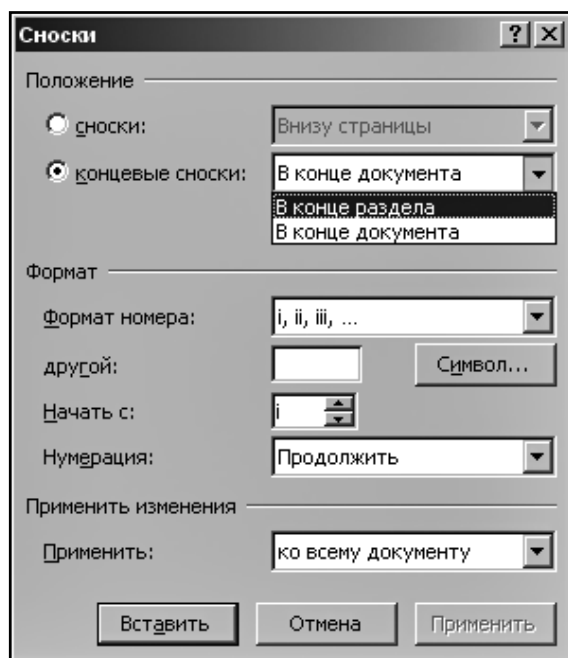 Сноски
Положение
сноски: Внизу страницы
концевые сноски: В конце документа
В конце раздела
В конце документа
Формат
Формат номера: i, ii, iii, ...
другой: Символ...
Начать с: i
Нумерация: Продолжить
Применить изменения
Применить: ко всему документу
Вставить Отмена Применить